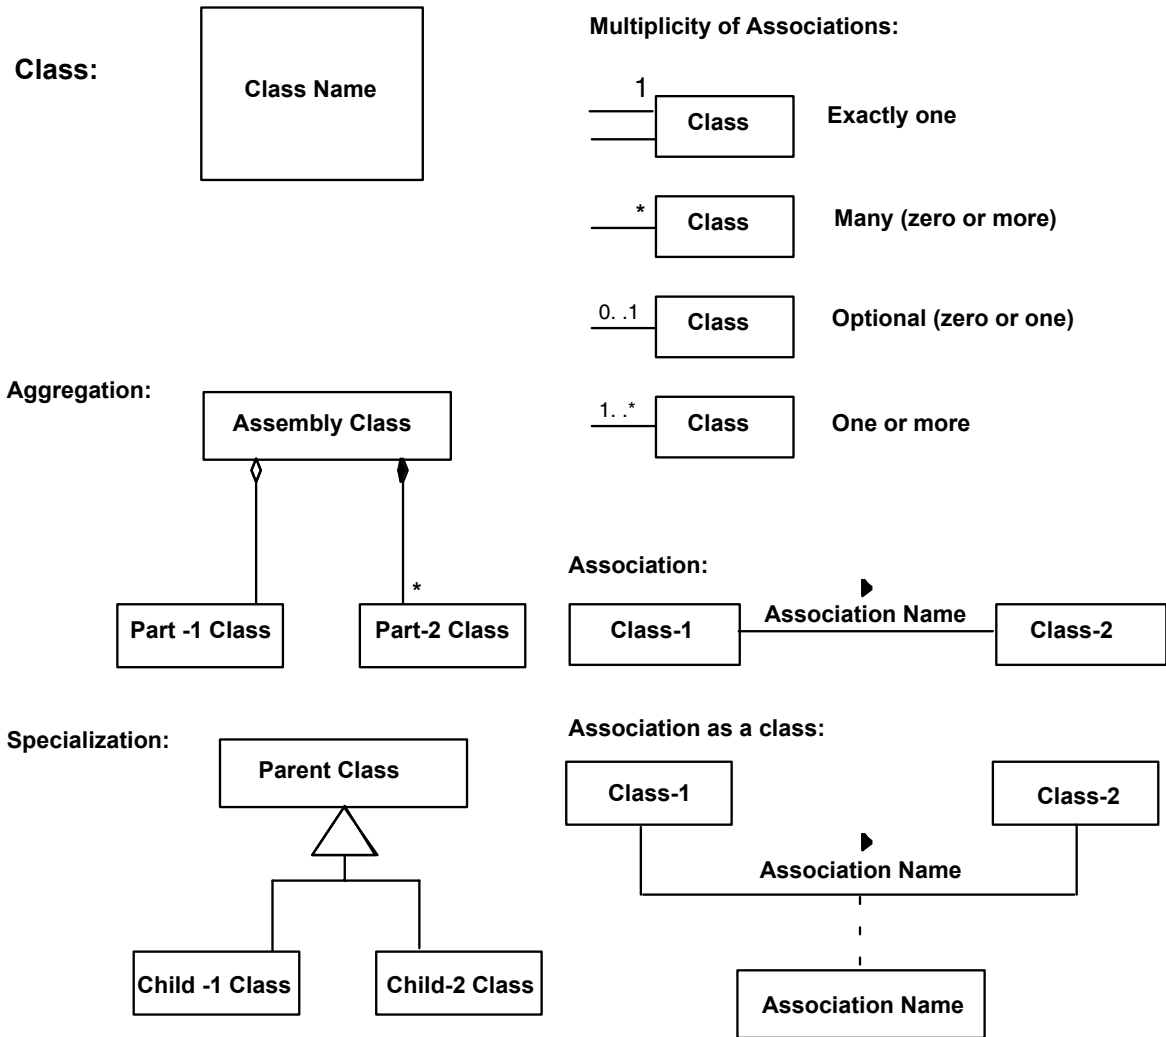 Class:
Class Name
Multiplicity of Associations:
1
Class
Exactly one
*
Class
Many (zero or more)
0. .1
Class
Optional (zero or one)
1. .*
Class
One or more
Aggregation:
Assembly Class
*
Part -1 Class
Part-2 Class
Association:
Class-1
Association Name
Class-2
Specialization:
Parent Class
Child -1 Class
Child-2 Class
Association as a class:
Class-1
Class-2
Association Name
Association Name